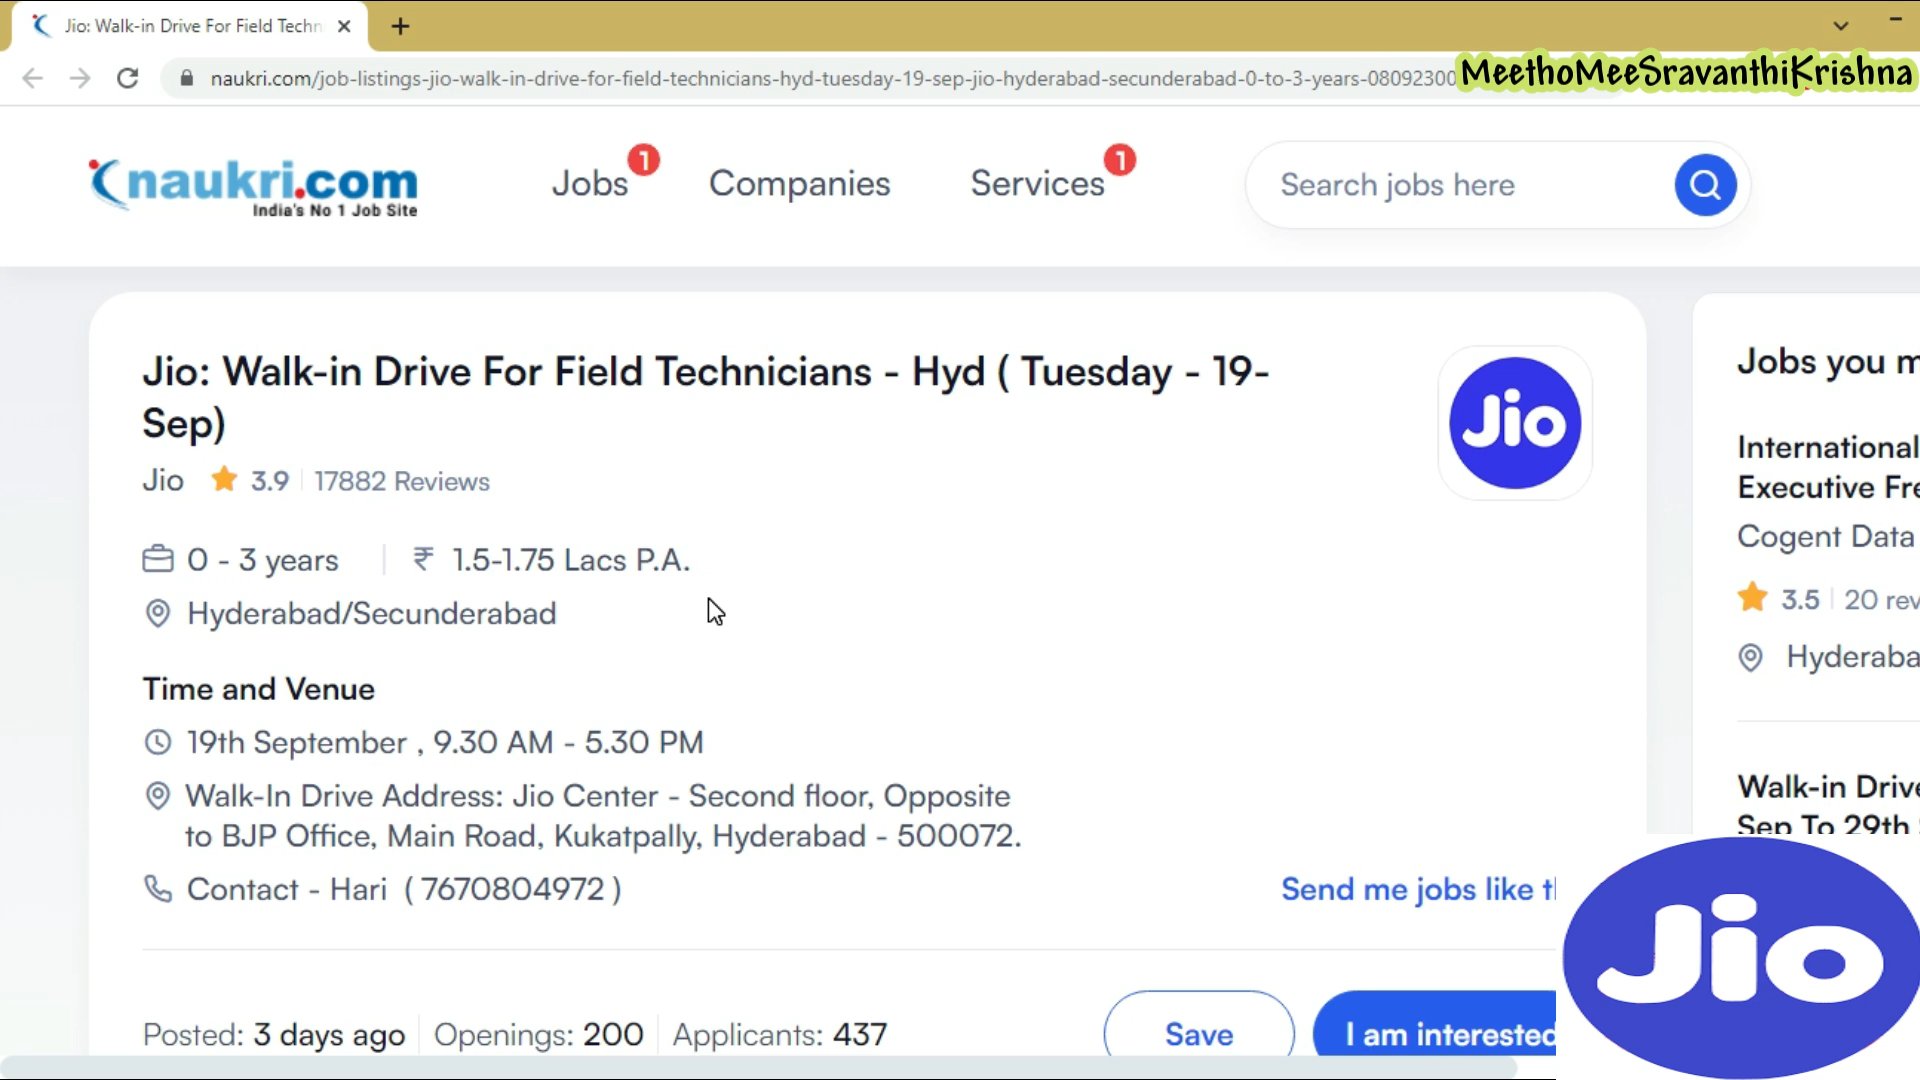 Jio: Walk-in Drive For Field Techn
naukri.com/job-listings-jio-walk-in-drive-for-field-technicians-hyd-tuesday-19-sep-jio-hyderabad-secunderabad-0-to-3-years-08092300
MeethoMeeSravanthiKrishna
naukri.com
India's No 1 Job Site
Jobs 1
Companies
Services 1
Search jobs here
Jio: Walk-in Drive For Field Technicians - Hyd ( Tuesday - 19-
Sep)
Jio 3.9 17882 Reviews
Jio
0 - 3 years ₹ 1.5-1.75 Lacs P.A.
Hyderabad/Secunderabad
Time and Venue
19th September , 9.30 AM - 5.30 PM
Walk-In Drive Address: Jio Center - Second floor, Opposite
to BJP Office, Main Road, Kukatpally, Hyderabad - 500072.
Contact - Hari ( 7670804972 )
Send me jobs like
Posted: 3 days ago Openings: 200 Applicants: 437
Save
I am interested
Jobs you
International
Executive
Cogent Data
3.5 20
Walk-in
Sep To 29th
Jio